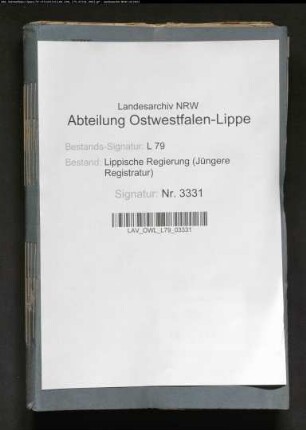 Landesarchiv NRW
Abteilung Ostwestfalen-Lippe
Bestands-Signatur: L 79
Bestand: Lippische Regierung (Jüngere
Registratur)
Signatur: Nr. 3331
LAV_OWL_L79_03331